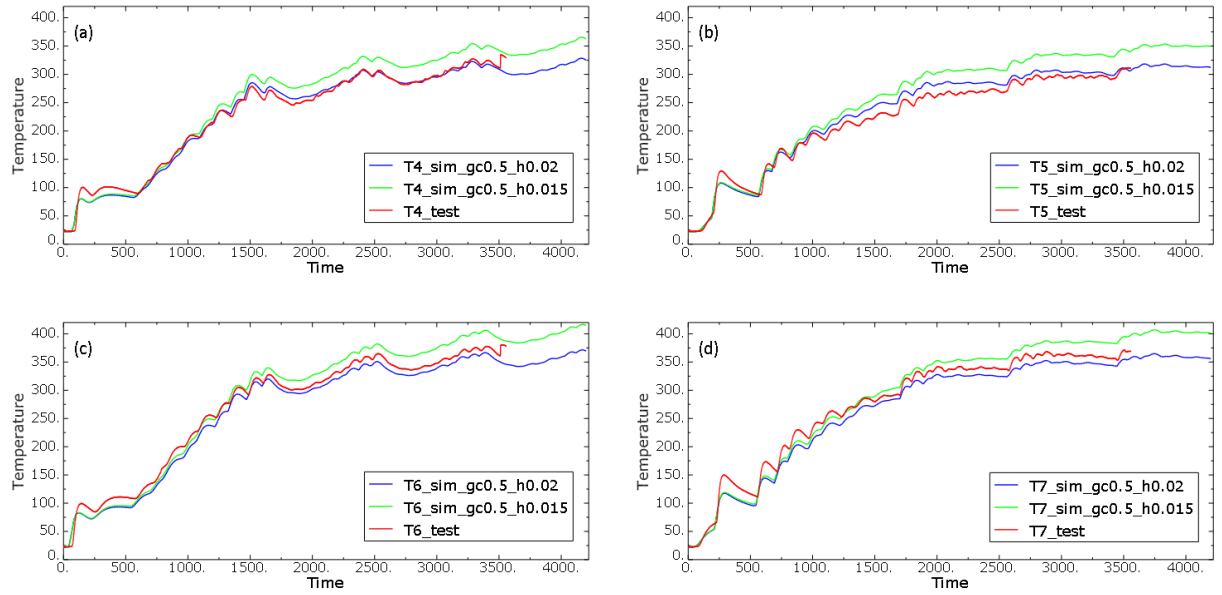 (a)
Temperature
400.
350.
300.
250.
200.
150.
100.
50.
0.
T4_sim_gc0.5_h0.02
T4_sim_gc0.5_h0.015
T4_test
0. 500. 1000. 1500. 2000. 2500. 3000. 3500. 4000.
Time
(b)
Temperature
400.
350.
300.
250.
200.
150.
100.
50.
0.
T5_sim_gc0.5_h0.02
T5_sim_gc0.5_h0.015
T5_test
0. 500. 1000. 1500. 2000. 2500. 3000. 3500. 4000.
Time
(c)
Temperature
400.
350.
300.
250.
200.
150.
100.
50.
0.
T6_sim_gc0.5_h0.02
T6_sim_gc0.5_h0.015
T6_test
0. 500. 1000. 1500. 2000. 2500. 3000. 3500. 4000.
Time
(d)
Temperature
400.
350.
300.
250.
200.
150.
100.
50.
0.
T7_sim_gc0.5_h0.02
T7_sim_gc0.5_h0.015
T7_test
0. 500. 1000. 1500. 2000. 2500. 3000. 3500. 4000.
Time